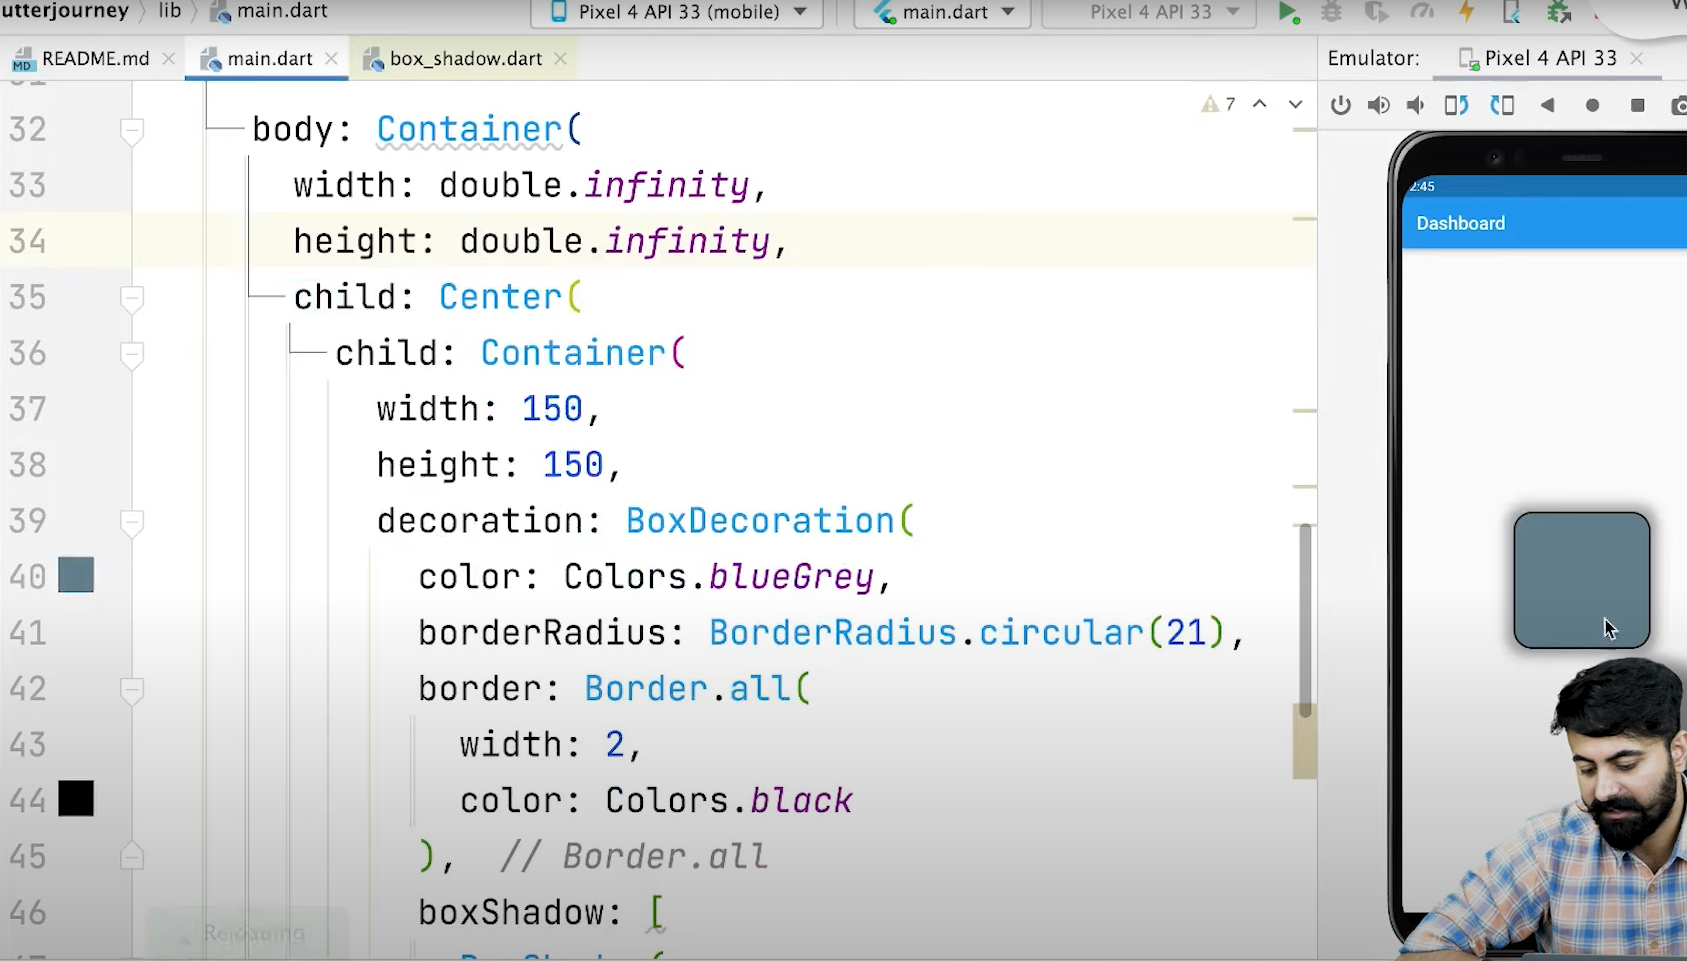 utterjourney lib main.dart Pixel 4 API 33 (mobile) main.dart Pixel 4 API 33
MD README.md main.dart box_shadow.dart Emulator: Pixel 4 API 33
7
32 body: Container(
33 width: double.infinity,
34 height: double.infinity,
35 child: Center(
36 child: Container(
37 width: 150,
38 height: 150,
39 decoration: BoxDecoration(
40 color: Colors.blueGrey,
41 borderRadius: BorderRadius.circular(21),
42 border: Border.all(
43 width: 2,
44 color: Colors.black
45 ), // Border.all
46 boxShadow: [
2:45
Dashboard
Reloading